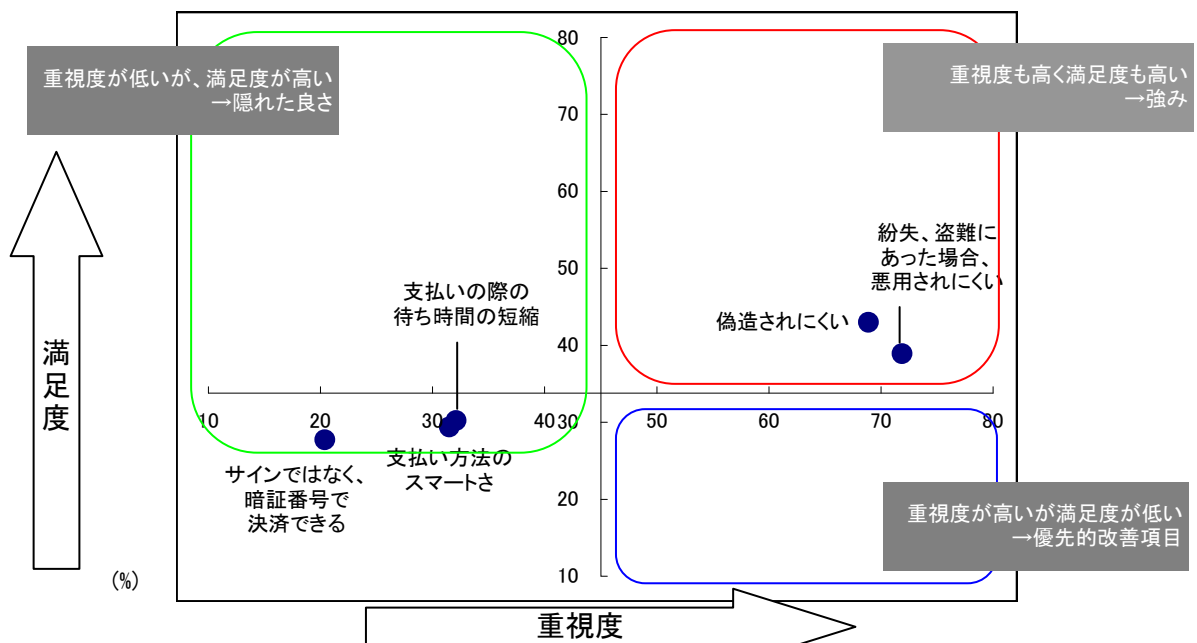 重視度が低いが、満足度が高い
→隠れた良さ
重視度も高く満足度も高い
→強み
80
70
60
50
40
30
20
10
紛失、盗難に
あった場合、
悪用されにくい
偽造されにくい
支払いの際の
待ち時間の短縮
10
20
30
40
50
60
70
80
支払い方法の
スマートさ
サインではなく、
暗証番号で
決済できる
重視度が高いが満足度が低い
→優先的改善項目
満足度
(%)
重視度